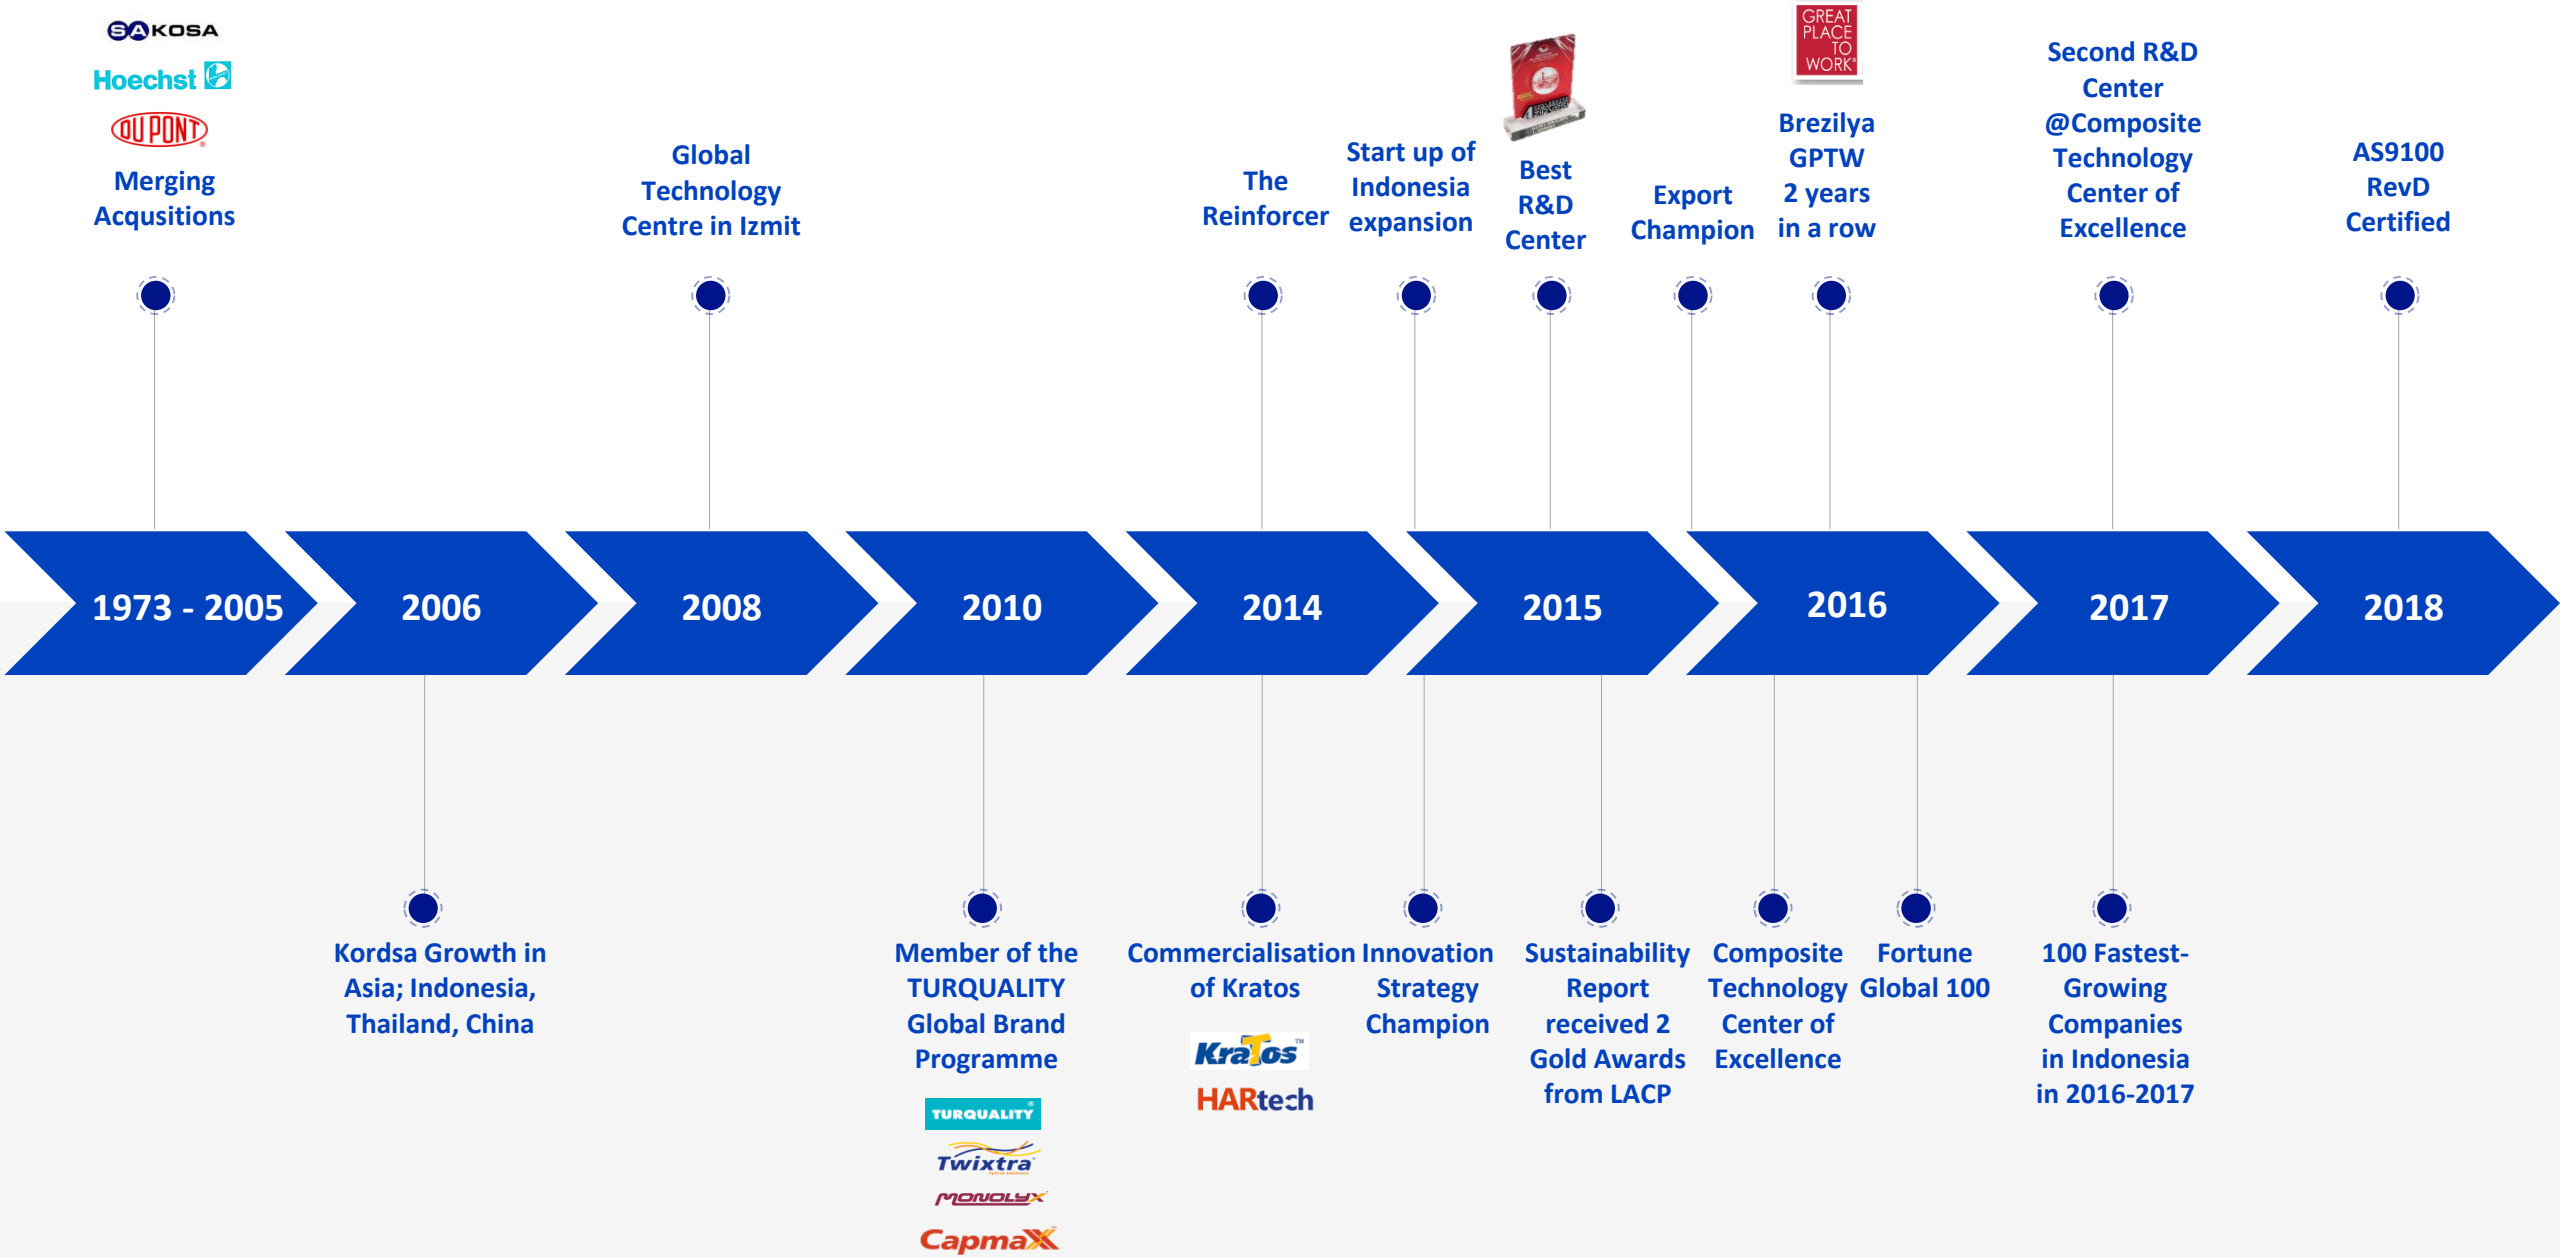 SAKOSA
Hoechst
DU PONT
Merging
Acqusitions
Global
Technology
Centre in Izmit
The
Reinforcer
Start up of
Indonesia
expansion
Best
R&D
Center
Export
Champion
GREAT
PLACE
TO
WORK®
Brezilya
GPTW
2 years
in a row
Second R&D
Center
@Composite
Technology
Center of
Excellence
AS9100
RevD
Certified
1973 - 2005
2006
2008
2010
2014
2015
2016
2017
2018
Kordsa Growth in
Asia; Indonesia,
Thailand, China
Member of the
TURQUALITY
Global Brand
Programme
TURQUALITY®
Twixtra
MONOLYX
CapmaXX
Commercialisation
of Kratos
KraTos™
HARtech
Innovation
Strategy
Champion
Sustainability
Report
received 2
Gold Awards
from LACP
Composite
Technology
Center of
Excellence
Fortune
Global 100
100 Fastest-
Growing
Companies
in Indonesia
in 2016-2017